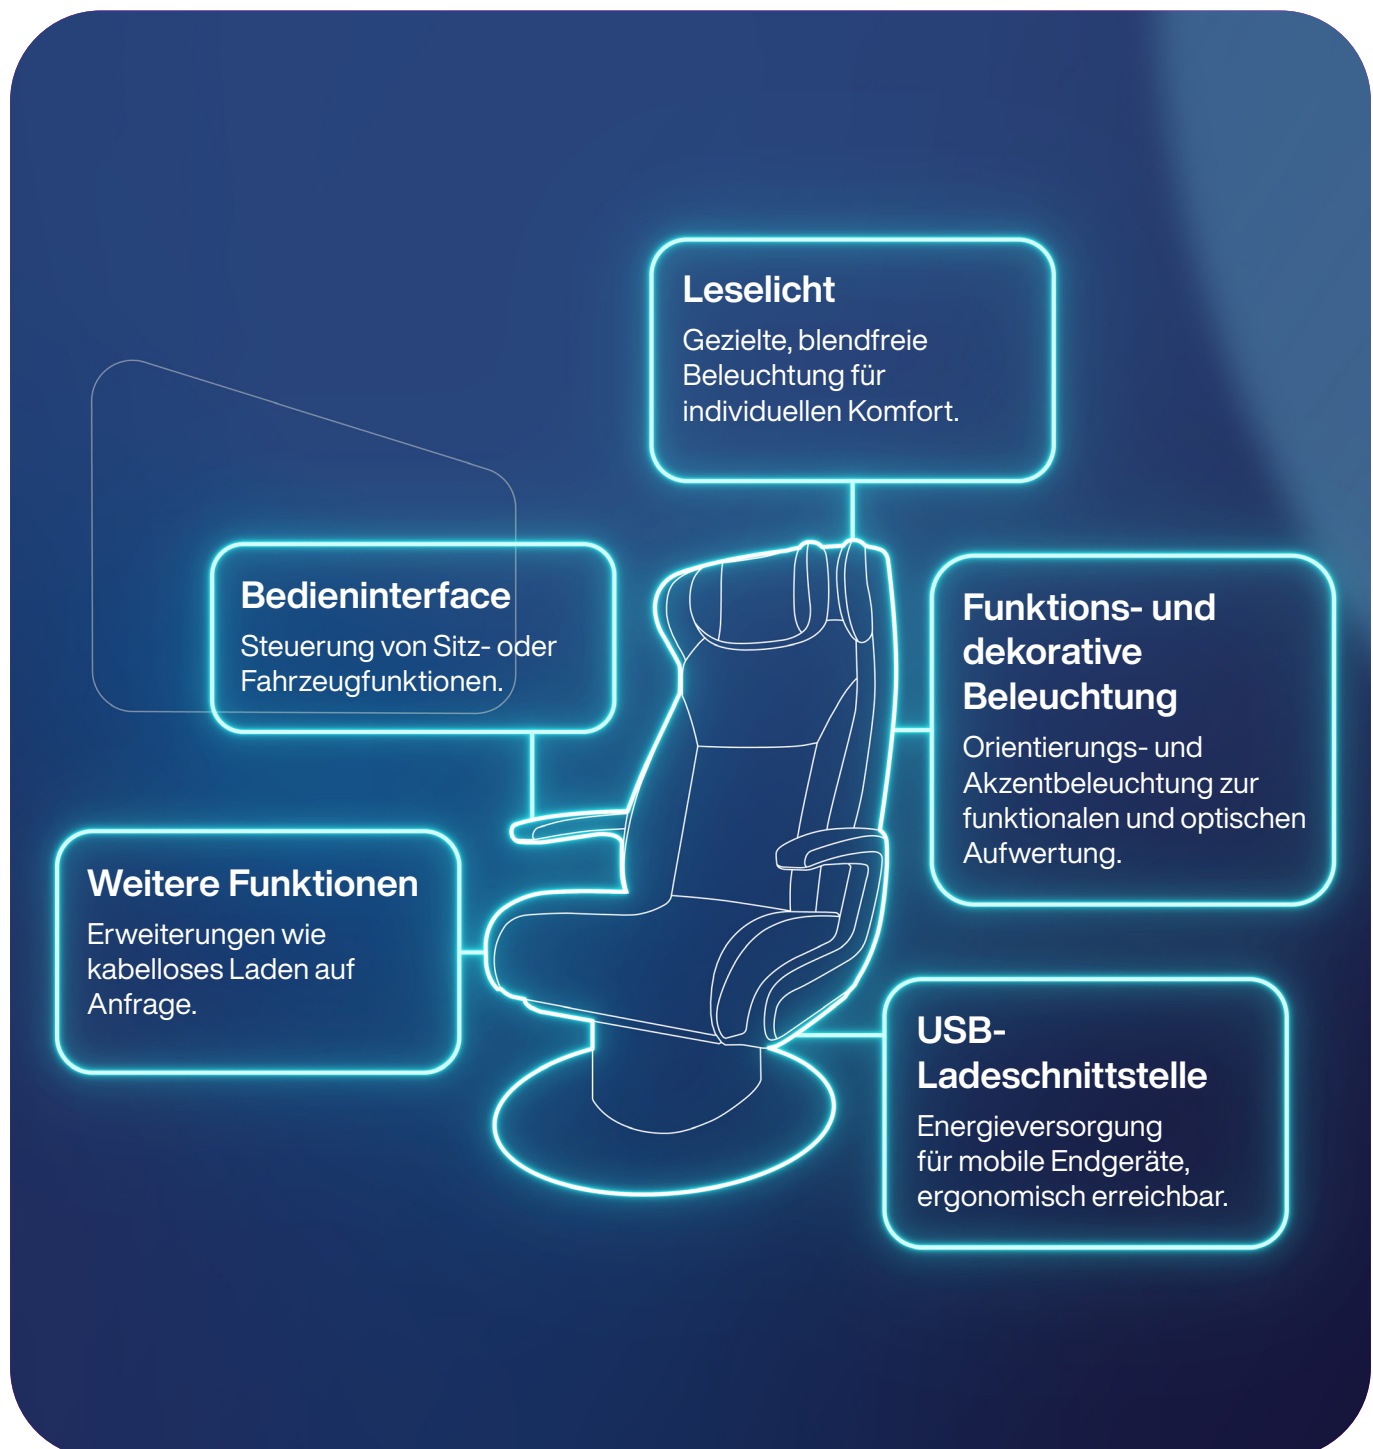 Leselicht
Gezielte, blendfreie
Beleuchtung für
individuellen Komfort.
Bedieninterface
Steuerung von Sitz- oder
Fahrzeugfunktionen.
Funktions- und
dekorative
Beleuchtung
Orientierungs- und
Akzentbeleuchtung zur
funktionalen und optischen
Aufwertung.
Weitere Funktionen
Erweiterungen wie
kabelloses Laden auf
Anfrage.
USB-
Ladeschnittstelle
Energieversorgung
für mobile Endgeräte,
ergonomisch erreichbar.